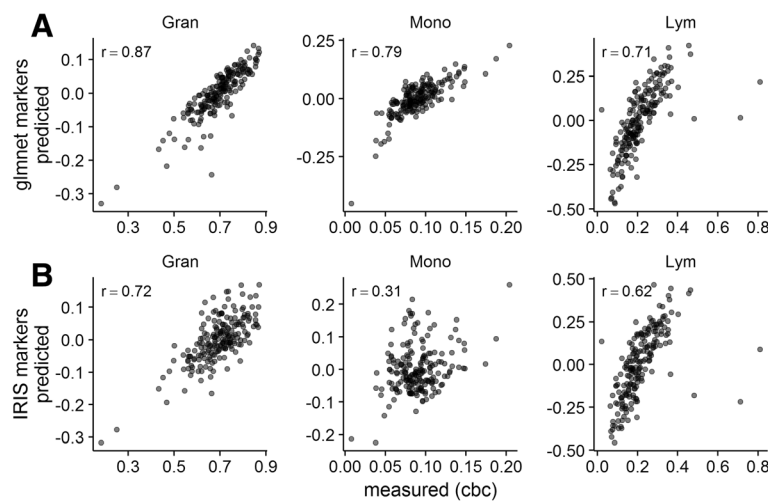 A
Gran
Mono
Lym
glmnet markers
predicted
r = 0.87
r = 0.79
r = 0.71
0.1
0.0
-0.1
-0.2
-0.3
0.25
0.00
-0.25
0.25
0.00
-0.25
-0.50
0.3 0.5 0.7 0.9
0.00 0.05 0.10 0.15 0.20
0.0 0.2 0.4 0.6 0.8
B
Gran
Mono
Lym
IRIS markers
predicted
r = 0.72
r = 0.31
r = 0.62
0.1
0.0
-0.1
-0.2
-0.3
0.2
0.1
0.0
-0.1
-0.2
0.50
0.25
0.00
-0.25
-0.50
0.3 0.5 0.7 0.9
0.00 0.05 0.10 0.15 0.20
0.0 0.2 0.4 0.6 0.8
measured (cbc)